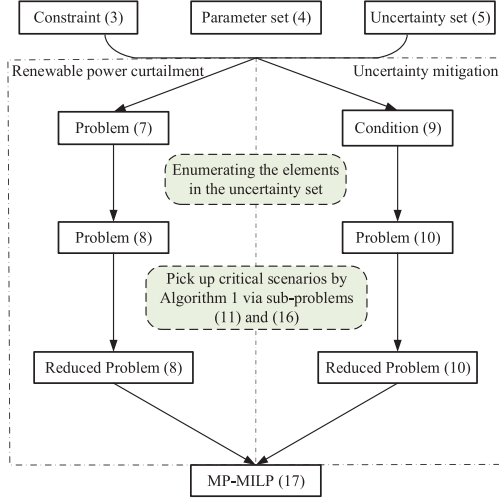 Constraint (3)
Parameter set (4)
Uncertainty set (5)
Renewable power curtailment
Uncertainty mitigation
Problem (7)
Condition (9)
Enumerating the elements
in the uncertainty set
Problem (8)
Problem (10)
Pick up critical scenarios by
Algorithm 1 via sub-problems
(11) and (16)
Reduced Problem (8)
Reduced Problem (10)
MP-MILP (17)